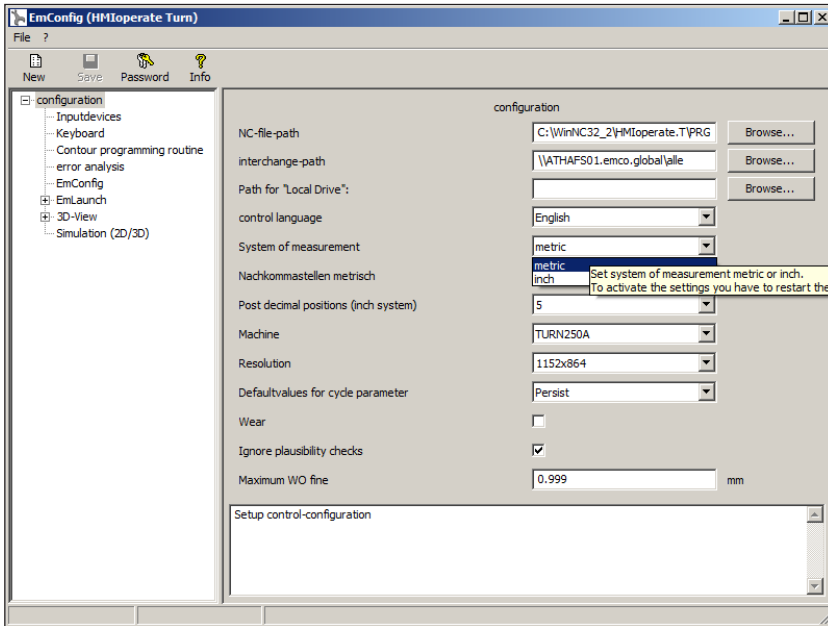 EmConfig (HMIoperate Turn)
File ?
New Save Password Info
configuration
Inputdevices
Keyboard
Contour programming routine
error analysis
EmConfig
EmLaunch
3D-View
Simulation (2D/3D)
configuration
NC-file-path C:\WinNC32_2\HMIoperate.T\PRG Browse...
interchange-path \\ATHAFS01.emco.global\alle Browse...
Path for "Local Drive": Browse...
control language English
System of measurement metric
metric
inch
Set system of measurement metric or inch.
To activate the settings you have to restart the
Nachkommastellen metrisch
Post decimal positions (inch system) 5
Machine TURN250A
Resolution 1152x864
Defaultvalues for cycle parameter Persist
Wear
Ignore plausibility checks
Maximum WO fine 0.999 mm
Setup control-configuration